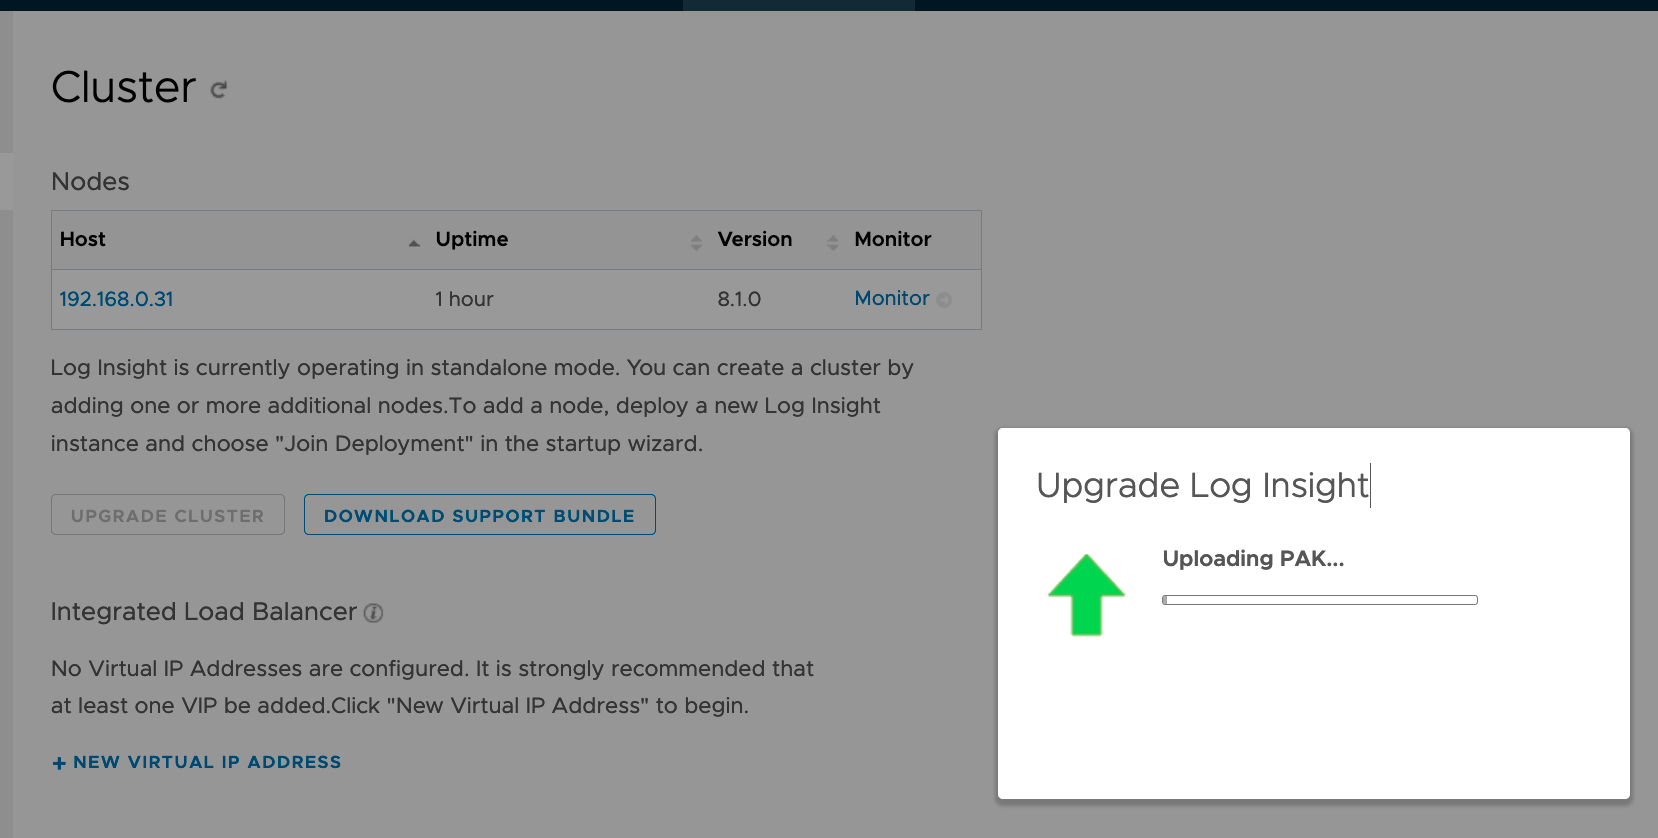 Cluster
Nodes
Host Uptime Version Monitor
192.168.0.31 1 hour 8.1.0 Monitor
Log Insight is currently operating in standalone mode. You can create a cluster by
adding one or more additional nodes.To add a node, deploy a new Log Insight
instance and choose "Join Deployment" in the startup wizard.
UPGRADE CLUSTER DOWNLOAD SUPPORT BUNDLE
Integrated Load Balancer
No Virtual IP Addresses are configured. It is strongly recommended that
at least one VIP be added.Click "New Virtual IP Address" to begin.
+ NEW VIRTUAL IP ADDRESS
Upgrade Log Insight
Uploading PAK...